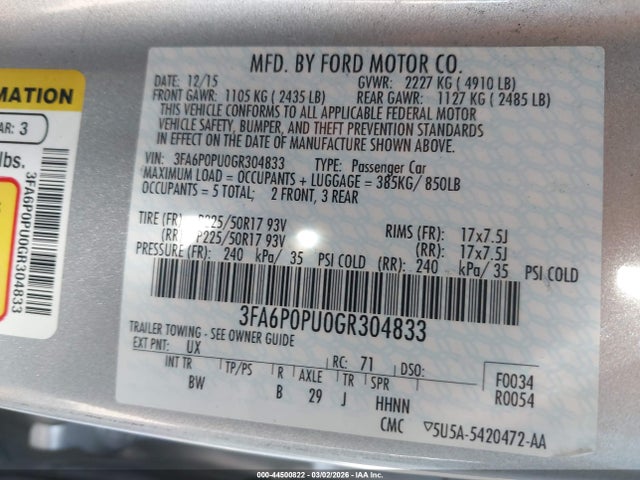 MFD. BY FORD MOTOR CO.
DATE: 12/15 GVWR: 2227 KG ( 4910 LB)
FRONT GAWR: 1105 KG ( 2435 LB) REAR GAWR: 1127 KG ( 2485 LB)
THIS VEHICLE CONFORMS TO ALL APPLICABLE FEDERAL MOTOR
VEHICLE SAFETY, BUMPER, AND THEFT PREVENTION STANDARDS
IN EFFECT ON THE DATE OF MANUFACTURE SHOWN ABOVE.
VIN: 3FA6P0PU0GR304833 TYPE: Passenger Car
MAXIMUM LOAD = OCCUPANTS + LUGGAGE = 385KG/ 850LB
OCCUPANTS = 5 TOTAL; 2 FRONT, 3 REAR
TIRE (FR): P225/50R17 93V RIMS (FR): 17x7.5J
(RR): P225/50R17 93V (RR): 17x7.5J
PRESSURE (FR): 240 kPa/ 35 PSI COLD (RR): 240 kPa/ 35 PSI COLD
3FA6P0PU0GR304833
TRAILER TOWING - SEE OWNER GUIDE
EXT PNT: UX RC: 71 DSO:
INT TR TP/PS R AXLE TR SPR
BW B 29 J HHNN
F0034
R0054
CMC ▽5U5A-5420472-AA
MATION
AR: 3
lbs.
3FA6P0PU0GR304833
000-44500822 - 03/02/2026 - IAAI.COM